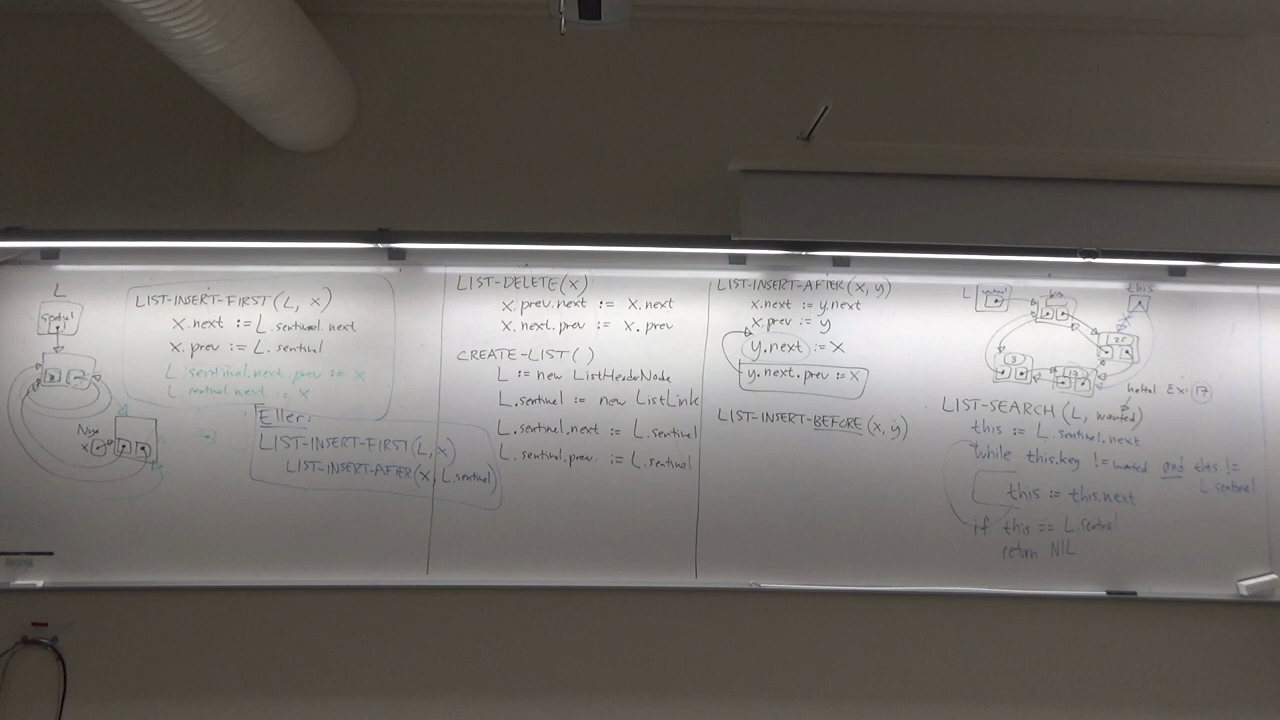 L
LIST-INSERT-FIRST(L, x)
x.next := L.sentinel.next
x.prev := L.sentinel
L.sentinel.next.prev := x
L.sentinel.next := x
x
Eller:
LIST-INSERT-FIRST(L,x)
LIST-INSERT-AFTER(x, L.sentinel)
LIST-DELETE(x)
x.prev.next := x.next
x.next.prev := x.prev
CREATE-LIST()
L := new ListHeaderNode
L.sentinel := new ListLink
L.sentinel.next := L.sentinel
L.sentinel.prev := L.sentinel
LIST-INSERT-AFTER(x, y)
x.next := y.next
x.prev := y
y.next := x
y.next.prev := x
LIST-INSERT-BEFORE(x, y)
L
this
heltal Ex: 17
LIST-SEARCH (L, wanted)
this := L.sentinel.next
while this.key != wanted and this !=
L.sentinel
this := this.next
if this == L.sentinel
return NIL